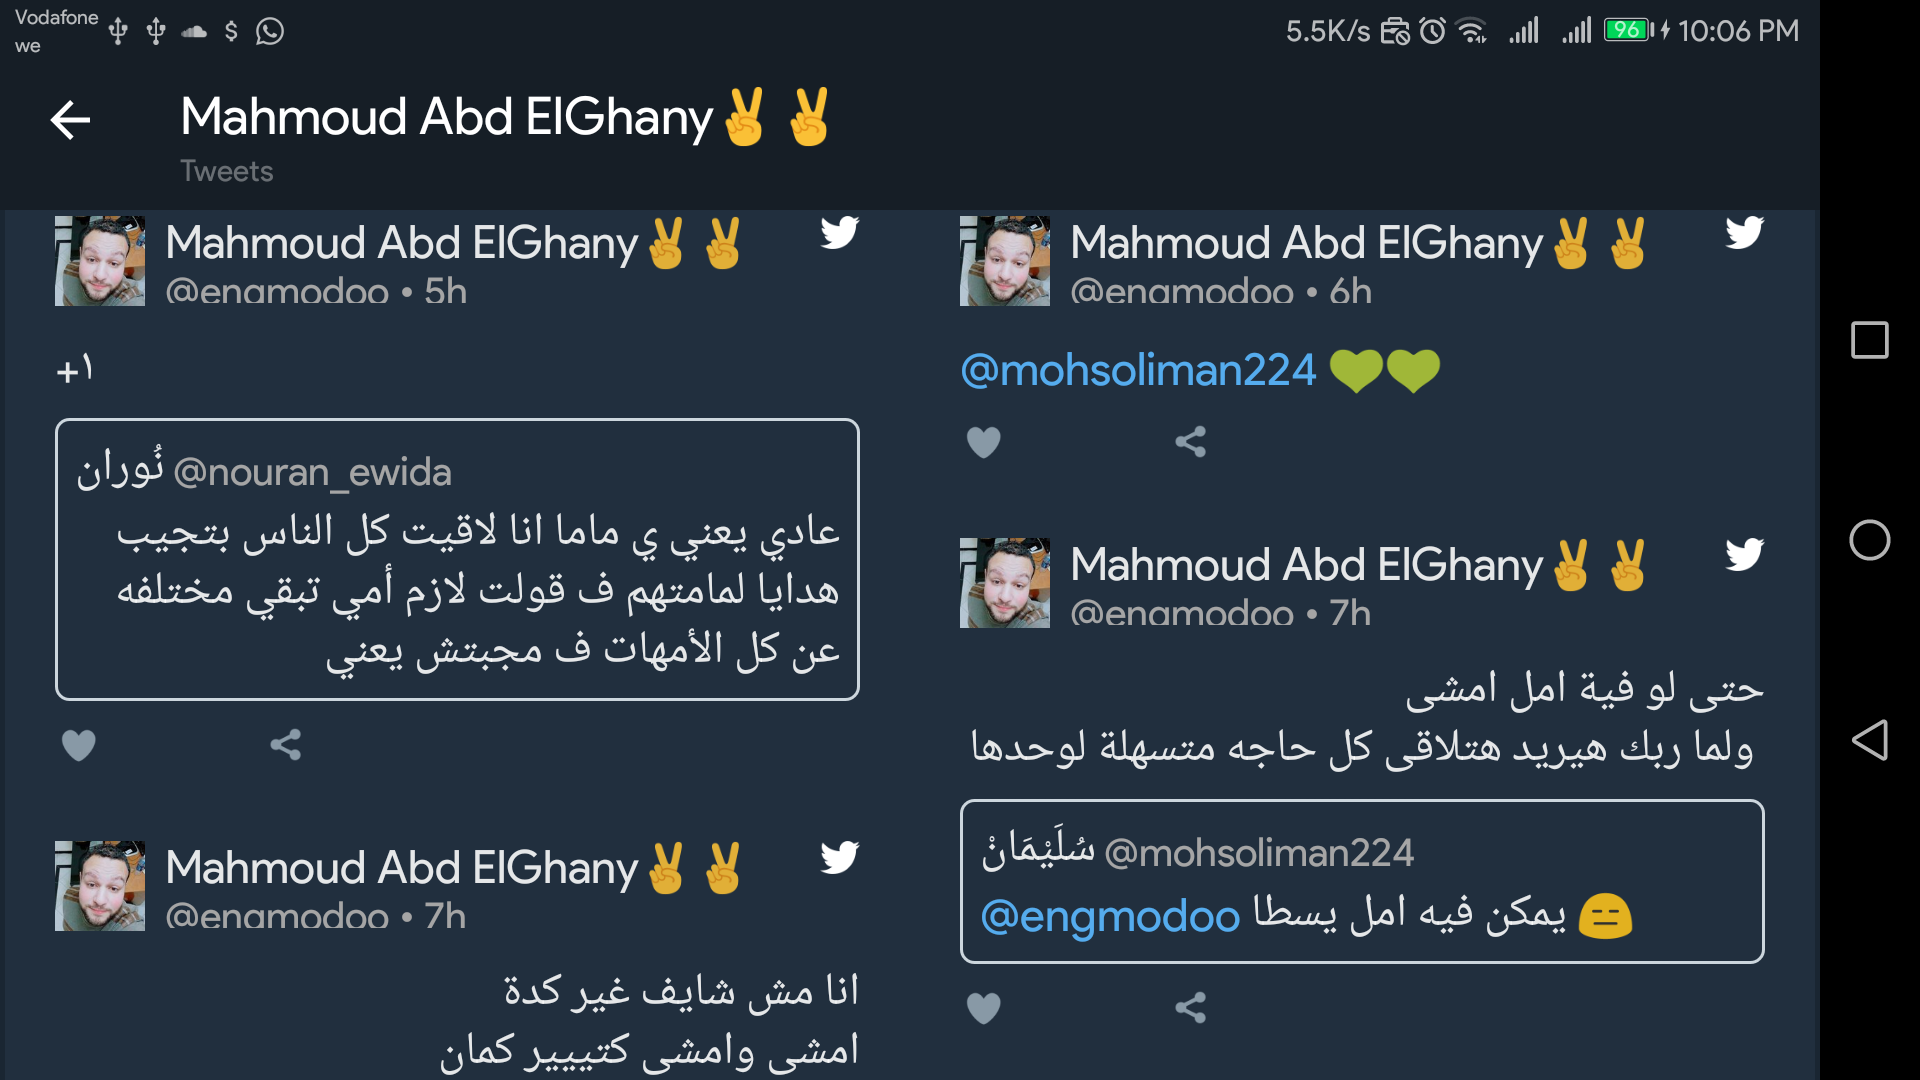 Vodafone
we
$
5.5K/s
96
10:06 PM
Mahmoud Abd ElGhany✌✌
Tweets
Mahmoud Abd ElGhany✌✌
@engmodoo • 5h
+١
نُوران @nouran_ewida
عادي يعني ي ماما انا لاقيت كل الناس بتجيب
هدايا لمامتهم ف قولت لازم أمي تبقي مختلفه
عن كل الأمهات ف مجبتش يعني
Mahmoud Abd ElGhany✌✌
@engmodoo • 7h
انا مش شايف غير كدة
امشى وامشى كتيييير كمان
Mahmoud Abd ElGhany✌✌
@engmodoo • 6h
@mohsoliman224 💚💚
Mahmoud Abd ElGhany✌✌
@engmodoo • 7h
حتى لو فية امل امشى
ولما ربك هيريد هتلاقى كل حاجه متسهلة لوحدها
سُلَيْمَانْ @mohsoliman224
@engmodoo يمكن فيه امل يسطا 😑